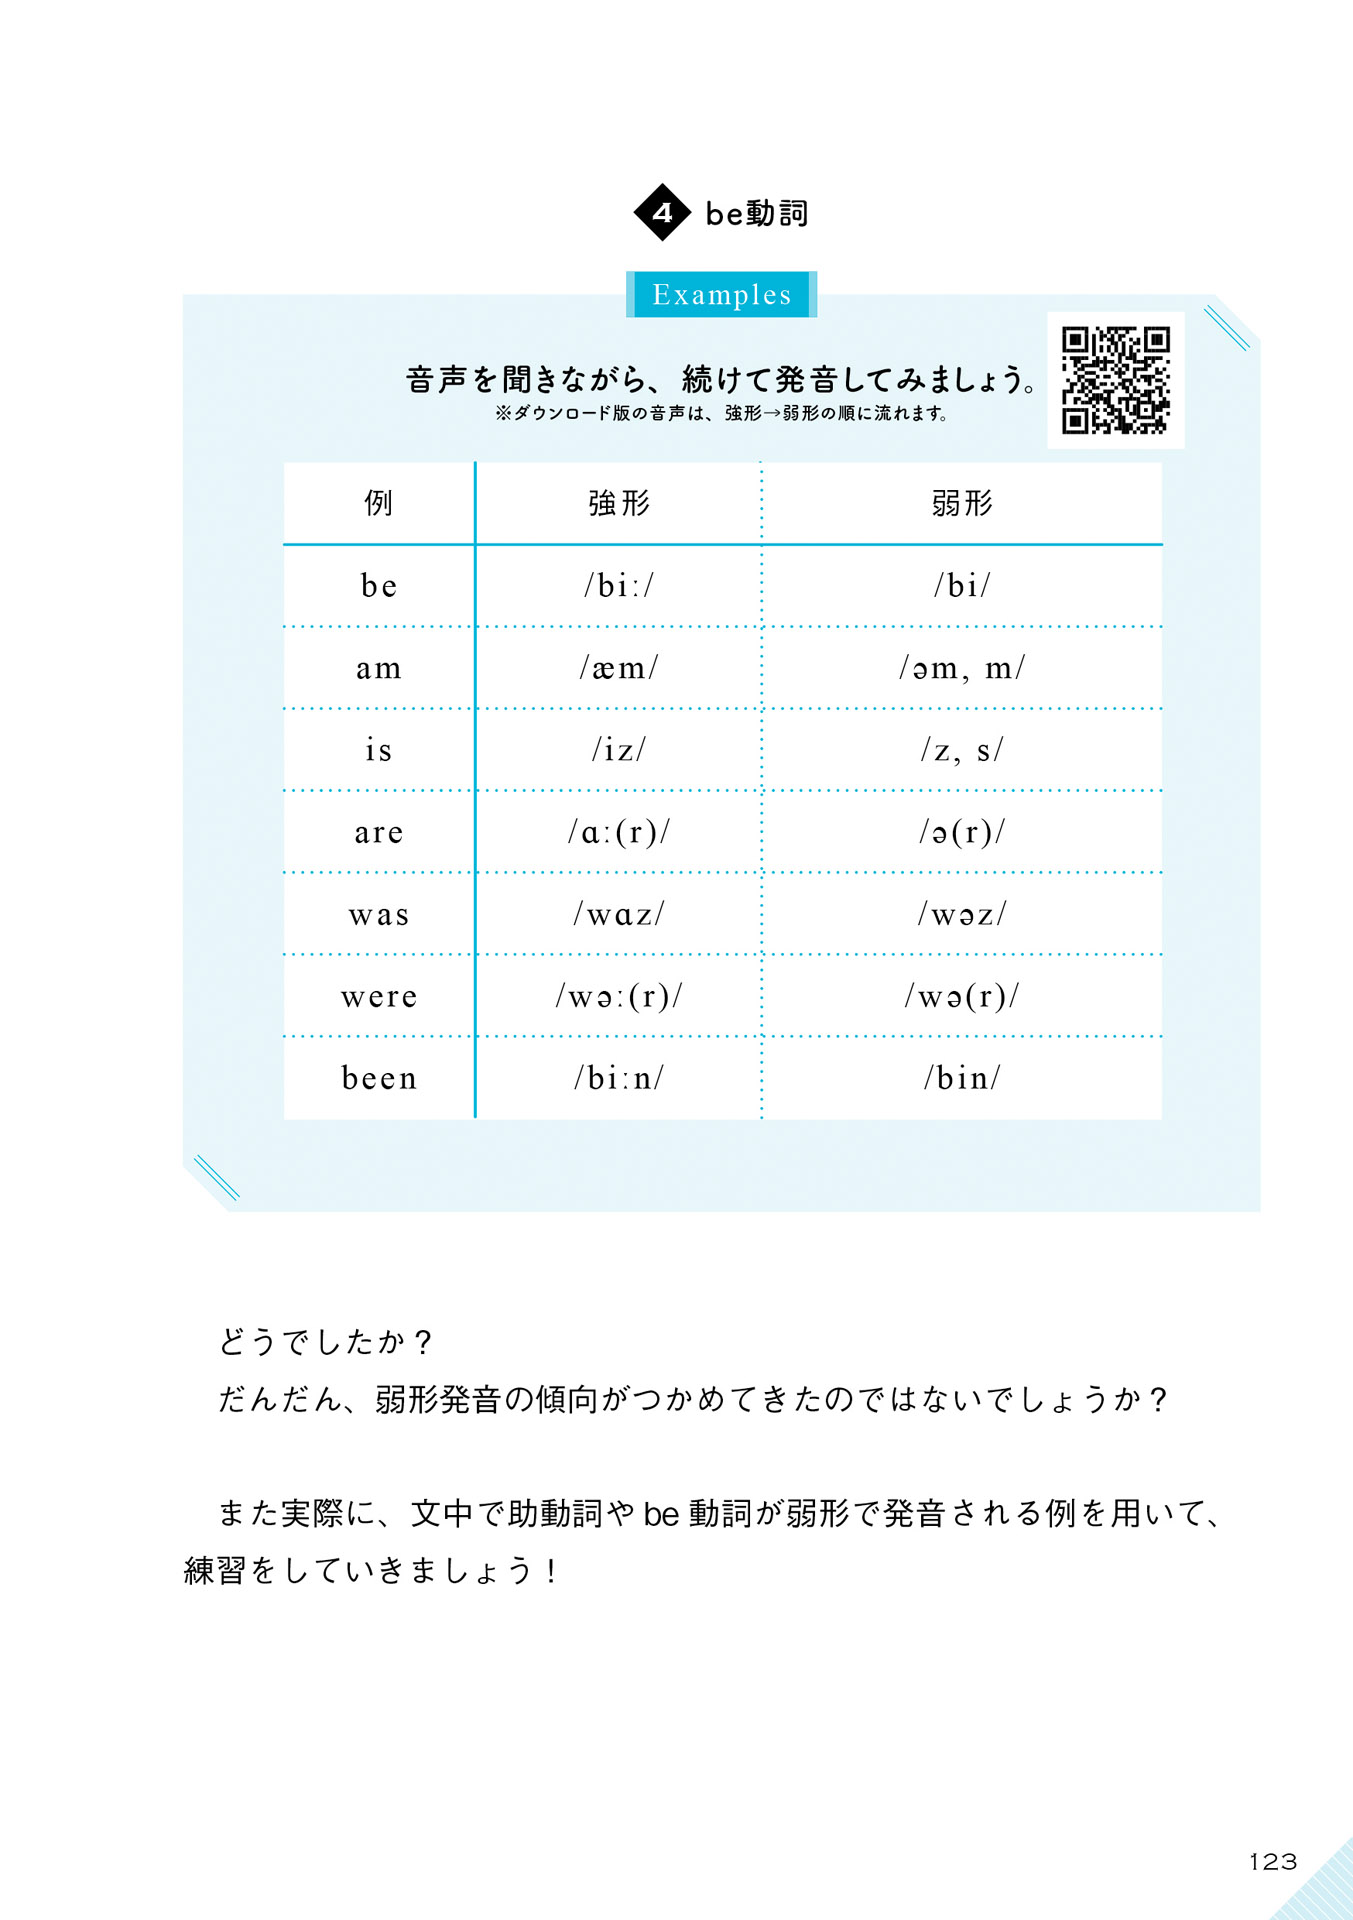 4 be動詞
Examples
音声を聞きながら、続けて発音してみましょう。
※ダウンロード版の音声は、強形→弱形の順に流れます。
例 強形 弱形
be /biː/ /bi/
am /æm/ /əm, m/
is /iz/ /z, s/
are /ɑː(r)/ /ə(r)/
was /wɑz/ /wəz/
were /wəː(r)/ /wə(r)/
been /biːn/ /bin/
どうでしたか？
だんだん、弱形発音の傾向がつかめてきたのではないでしょうか？
また実際に、文中で助動詞や be 動詞が弱形で発音される例を用いて、
練習をしていきましょう！
123